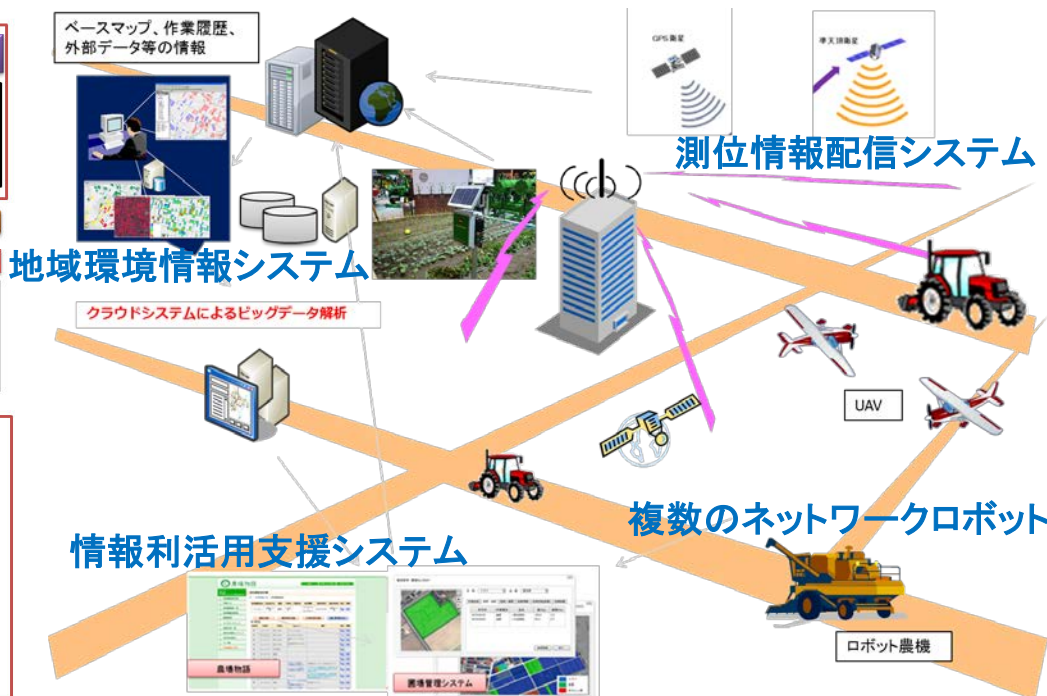 ベースマップ、作業履歴、
外部データ等の情報
GPS衛星
準天頂衛星
測位情報配信システム
地域環境情報システム
クラウドシステムによるビッグデータ解析
UAV
複数のネットワークロボット
情報利活用支援システム
農場物語
農場物語
圃場管理システム
ロボット農機